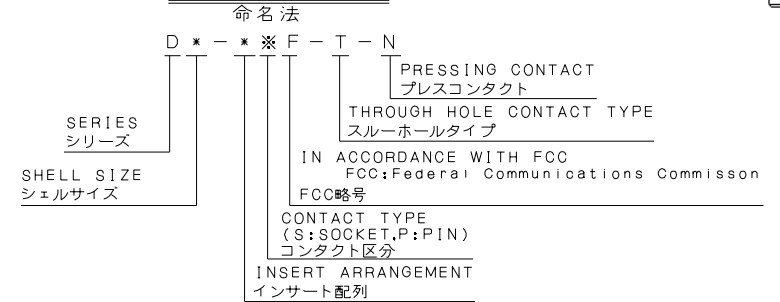 命名法
D＊－＊※F－T－N
PRESSING CONTACT
プレスコンタクト
THROUGH HOLE CONTACT TYPE
スルーホールタイプ
SERIES
シリーズ
IN ACCORDANCE WITH FCC
FCC:Federal Communications Commisson
FCC略号
SHELL SIZE
シェルサイズ
CONTACT TYPE
(S:SOCKET,P:PIN)
コンタクト区分
INSERT ARRANGEMENT
インサート配列